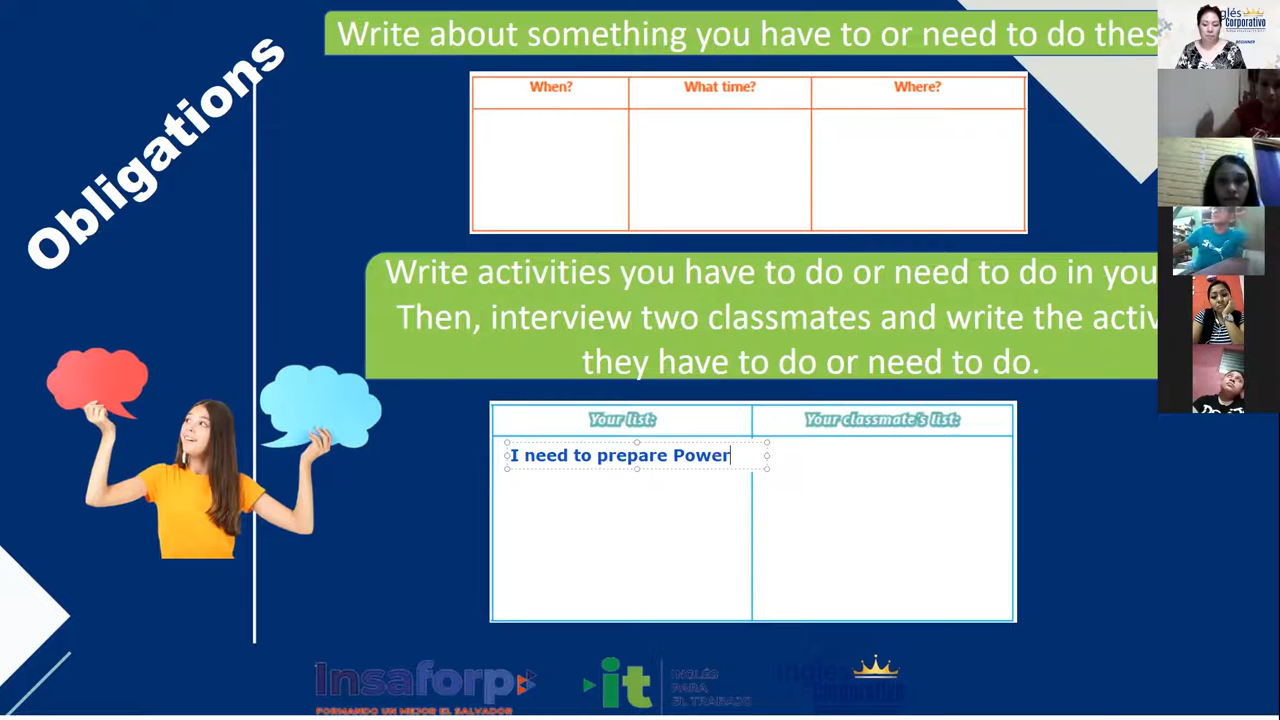 Obligations
Write about something you have to or need to do thes
When?
What time?
Where?
Write activities you have to do or need to do in you
Then, interview two classmates and write the activ
they have to do or need to do.
Your list:
Your classmate's list:
I need to prepare Power
Insaforp
FORMANDO UN MEJOR EL SALVADOR
it
INGLÉS
PARA
EL TRABAJO
Inglés
Corporativo
Inglés
Corporativo
BEGINNER